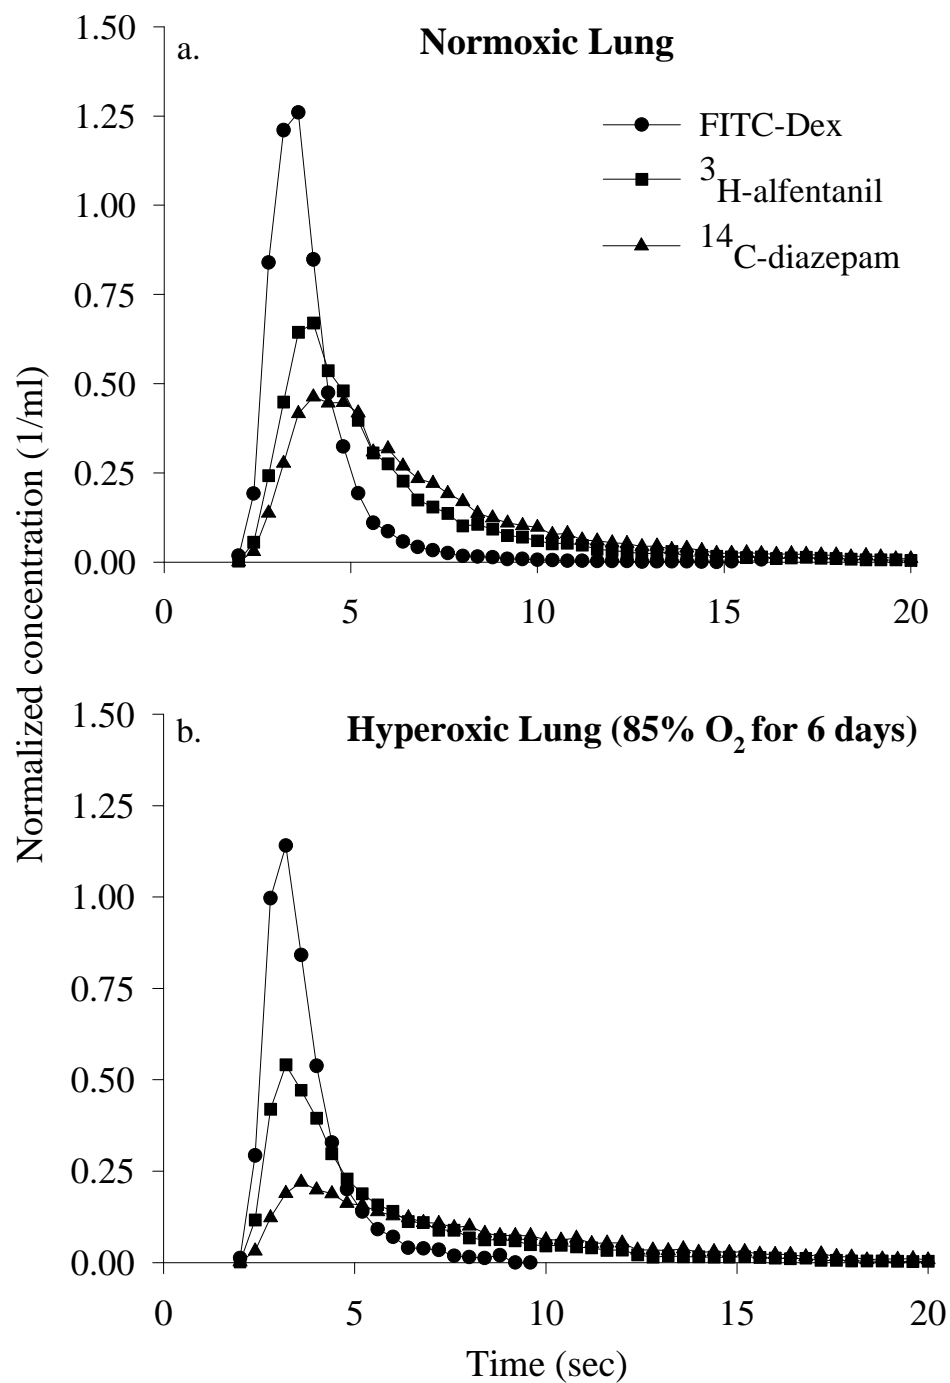 Normalized concentration (1/ml)
a.
Normoxic Lung
1.50
1.25
1.00
0.75
0.50
0.25
0.00
FITC-Dex
3H-alfentanil
14C-diazepam
0 5 10 15 20
b.
Hyperoxic Lung (85% O2 for 6 days)
1.50
1.25
1.00
0.75
0.50
0.25
0.00
0 5 10 15 20
Time (sec)